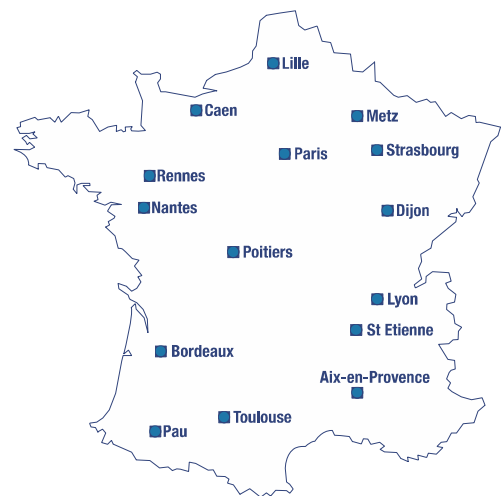 Lille
Caen
Metz
Paris
Strasbourg
Rennes
Nantes
Dijon
Poitiers
Lyon
St Etienne
Bordeaux
Aix-en-Provence
Toulouse
Pau